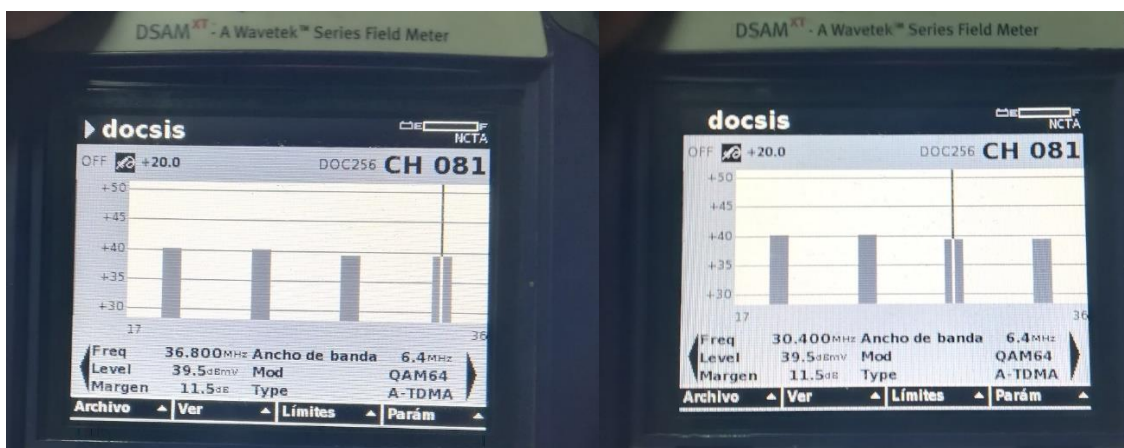 DSAM XT - A Wavetek™ Series Field Meter
docsis
E F
NCTA
OFF +20.0 DOC256 CH 081
+50
+45
+40
+35
+30
17 36
Freq 36.800MHz Ancho de banda 6.4MHz
Level 39.5dBmV Mod QAM64
Margen 11.5dB Type A-TDMA
Archivo Ver Límites Parám
DSAM XT - A Wavetek™ Series Field Meter
docsis
E F
NCTA
OFF +20.0 DOC256 CH 081
+50
+45
+40
+35
+30
17 36
Freq 30.400MHz Ancho de banda 6.4MHz
Level 39.5dBmV Mod QAM64
Margen 11.5dB Type A-TDMA
Archivo Ver Límites Parám